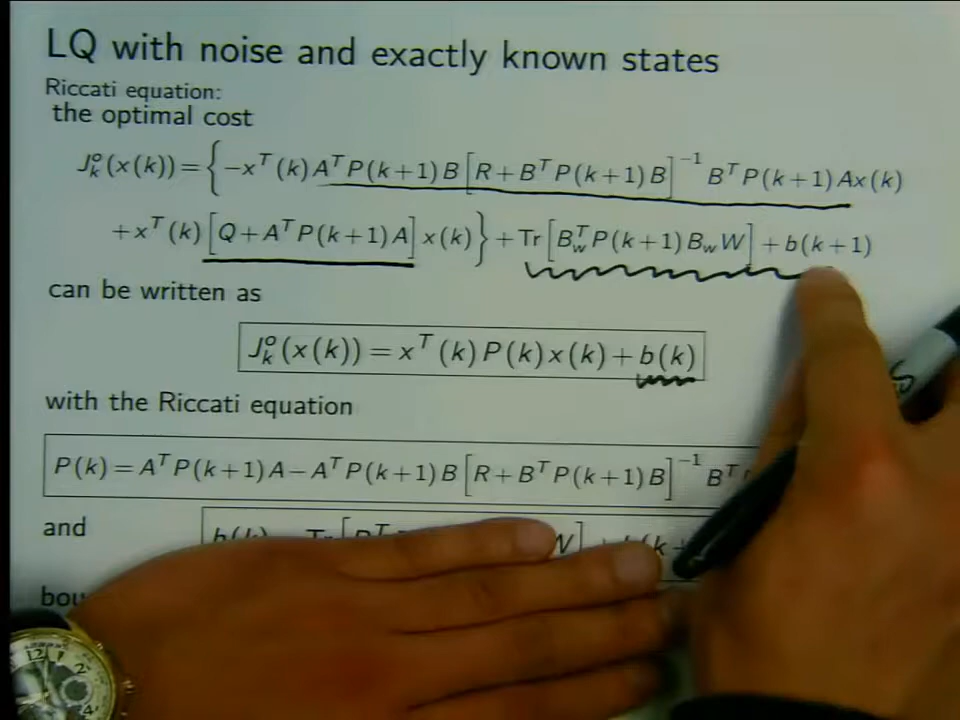 LQ with noise and exactly known states
Riccati equation:
the optimal cost
J_k^o(x(k)) = {−x^T(k)A^T P(k+1)B[R+B^T P(k+1)B]^{−1} B^T P(k+1)Ax(k)
+x^T(k)[Q+A^T P(k+1)A]x(k)} + Tr[B_w^T P(k+1)B_w W] + b(k+1)
can be written as
J_k^o(x(k)) = x^T(k)P(k)x(k) + b(k)
with the Riccati equation
P(k) = A^T P(k+1)A − A^T P(k+1)B[R+B^T P(k+1)B]^{−1} B^T
and